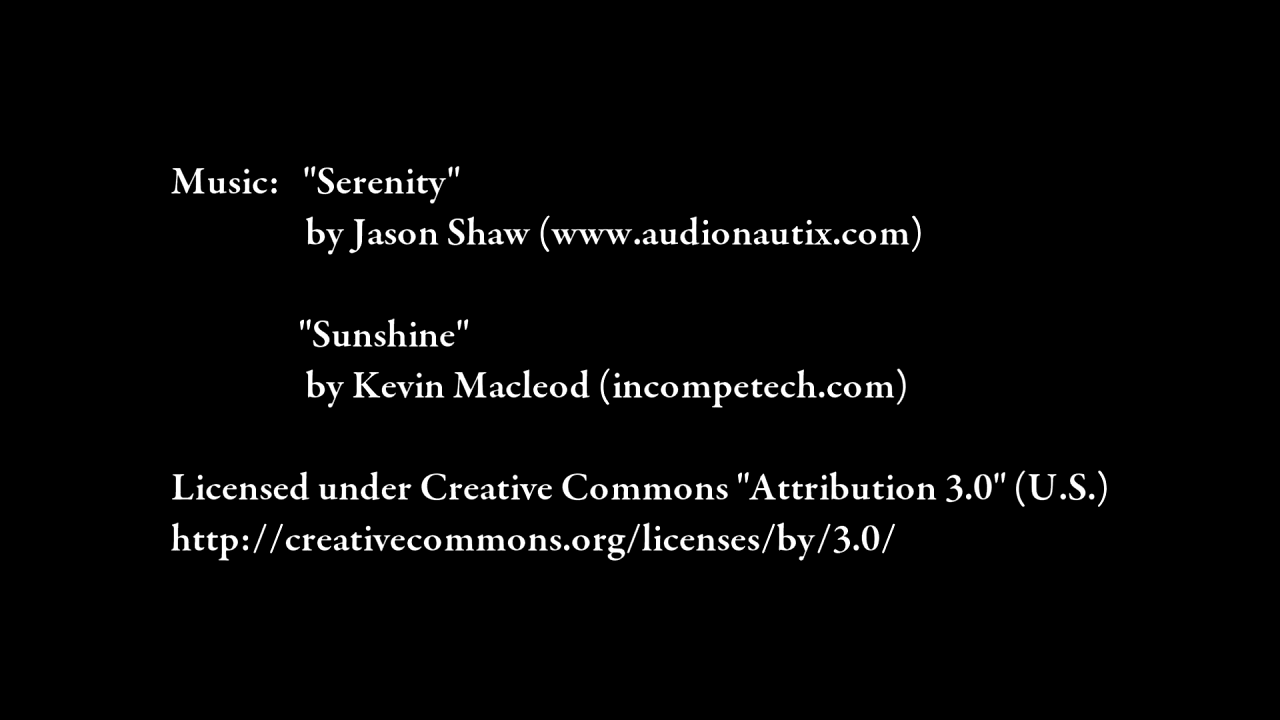 Music: "Serenity"
by Jason Shaw (www.audionautix.com)
"Sunshine"
by Kevin Macleod (incompetech.com)
Licensed under Creative Commons "Attribution 3.0" (U.S.)
http://creativecommons.org/licenses/by/3.0/